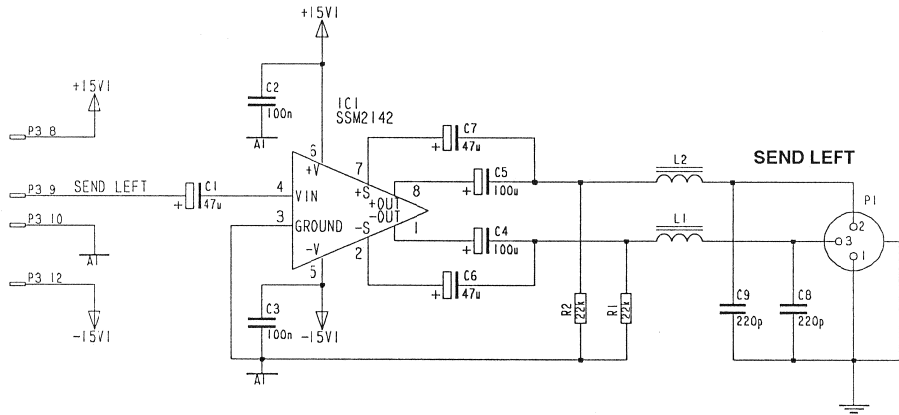 +15V1
+15V1
C2
100n
A1
IC1
SSM2142
P3 8
C7
47u
6
+V
7
+S
L2
SEND LEFT
P3 9
SEND LEFT
C1
47u
4
VIN
+OUT
8
C5
100u
P1
3
GROUND
-OUT
1
L1
2
3
1
P3 10
A1
-S
2
C4
100u
-V
5
P3 12
C6
47u
-15V1
C3
100n
-15V1
R2
22k
R1
22k
C9
220p
C8
220p
A1